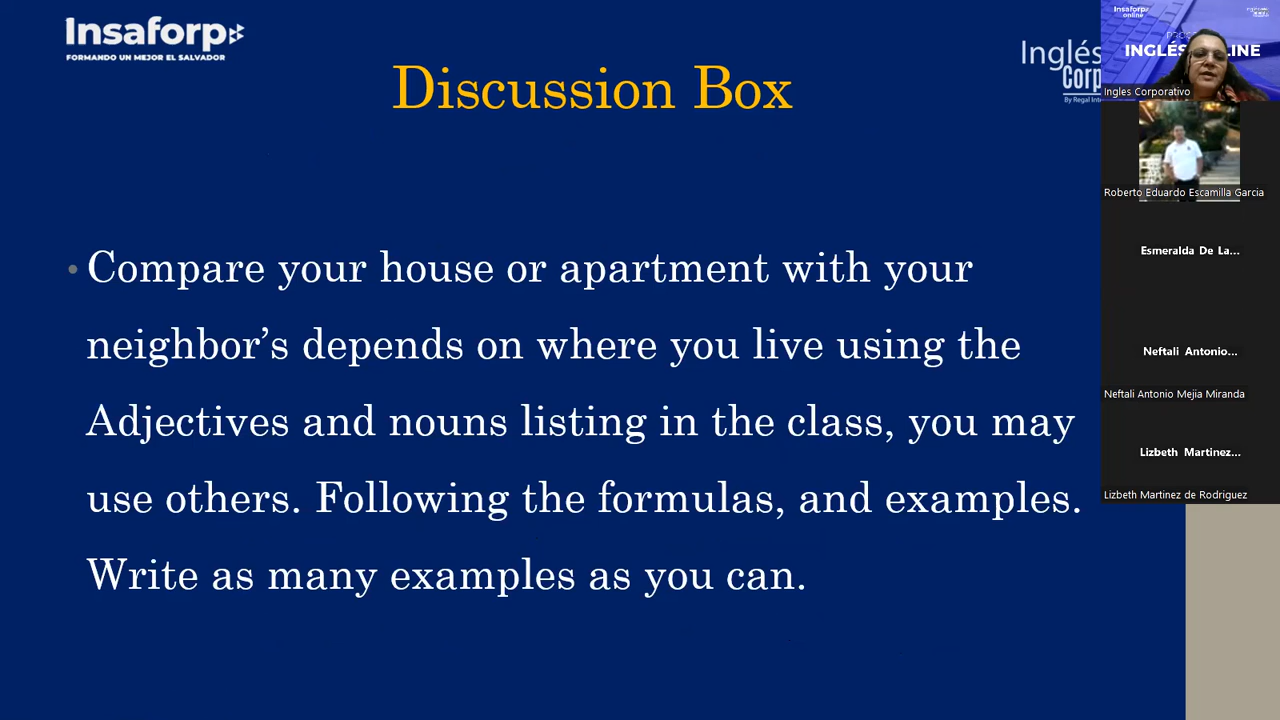 Insaforp
FORMANDO UN MEJOR EL SALVADOR
Discussion Box
Inglés
Corp
By Regal Int
• Compare your house or apartment with your
neighbor’s depends on where you live using the
Adjectives and nouns listing in the class, you may
use others. Following the formulas, and examples.
Write as many examples as you can.
Insaforp
online
INGLÉS ONLINE
Ingles Corporativo
Roberto Eduardo Escamilla Garcia
Esmeralda De La...
Neftali Antonio...
Neftali Antonio Mejia Miranda
Lizbeth Martinez...
Lizbeth Martinez de Rodriguez